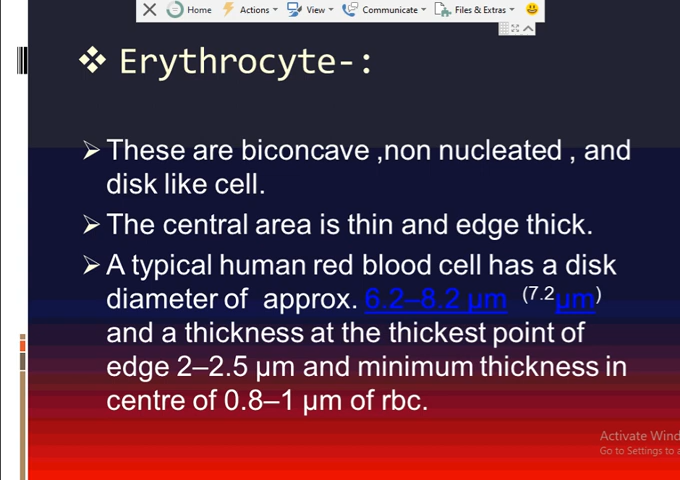 Home Actions View Communicate Files & Extras
❖ Erythrocyte-:
➢ These are biconcave ,non nucleated , and
disk like cell.
➢ The central area is thin and edge thick.
➢ A typical human red blood cell has a disk
diameter of approx. 6.2–8.2 µm (7.2µm)
and a thickness at the thickest point of
edge 2–2.5 µm and minimum thickness in
centre of 0.8–1 µm of rbc.
Activate Wind
Go to Settings to a